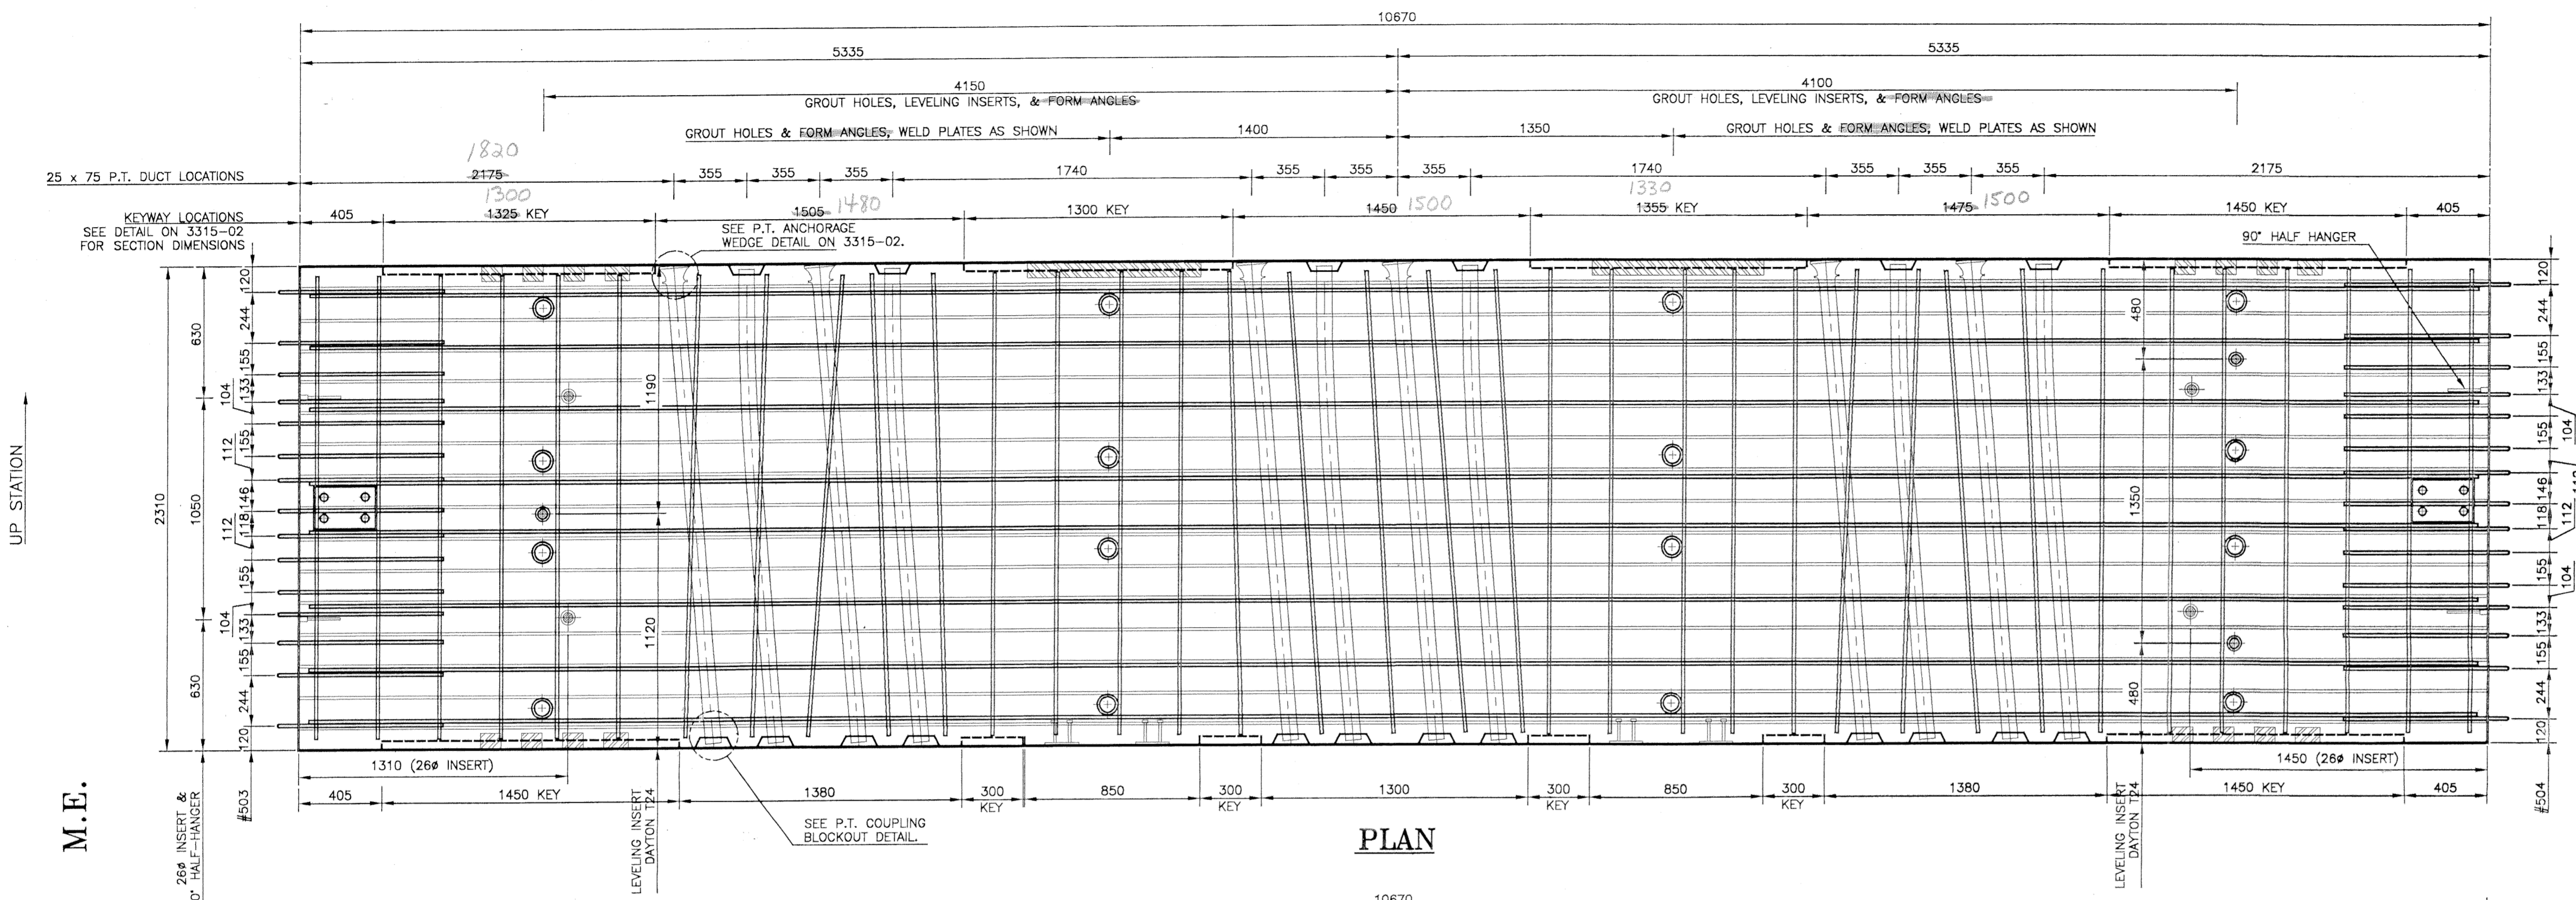 10670
5335 5335
4150 4100
GROUT HOLES, LEVELING INSERTS, & FORM ANGLES GROUT HOLES, LEVELING INSERTS, & FORM ANGLES
GROUT HOLES & FORM ANGLES, WELD PLATES AS SHOWN 1400 1350 GROUT HOLES & FORM ANGLES, WELD PLATES AS SHOWN
1820
25 x 75 P.T. DUCT LOCATIONS 2175 355 355 355 1740 355 355 355 1740 355 355 355 2175
1300 1330
KEYWAY LOCATIONS 405 1325 KEY 1505 1480 1300 KEY 1450 1500 1355 KEY 1475 1500 1450 KEY 405
SEE DETAIL ON 3315-02
FOR SECTION DIMENSIONS
SEE P.T. ANCHORAGE
WEDGE DETAIL ON 3315-02.
90° HALF HANGER
UP STATION
M.E.
2310
630
1050
630
120
244
155
133
104
155
112
146
118
112
155
104
133
155
244
120
1190
1120
480
1350
480
120
244
155
133
104
155
146
118
112
155
104
133
155
244
120
1310 (26ø INSERT) 1450 (26ø INSERT)
405 1450 KEY 1380 300 850 300 1300 300 850 300 1380 1450 KEY 405
KEY KEY KEY KEY
26ø INSERT &
0° HALF-HANGER
#503
LEVELING INSERT
DAYTON T24
SEE P.T. COUPLING
BLOCKOUT DETAIL.
PLAN
LEVELING INSERT
DAYTON T24
#504
10670